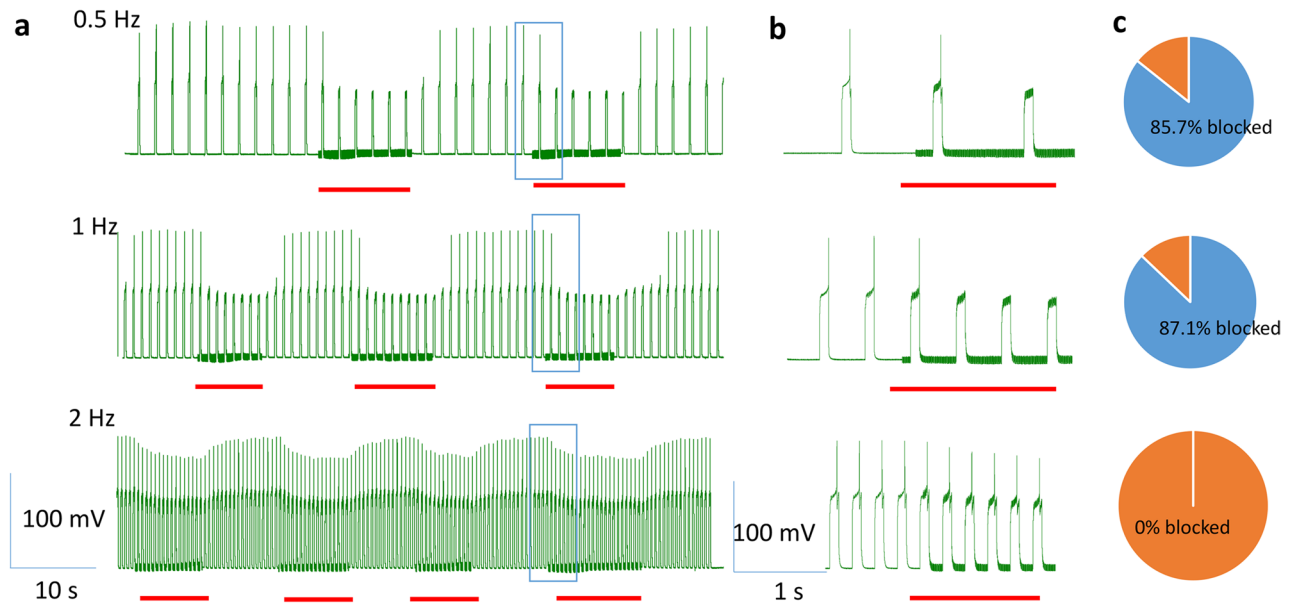 a
0.5 Hz
b
c
85.7% blocked
1 Hz
87.1% blocked
2 Hz
100 mV
10 s
100 mV
1 s
0% blocked